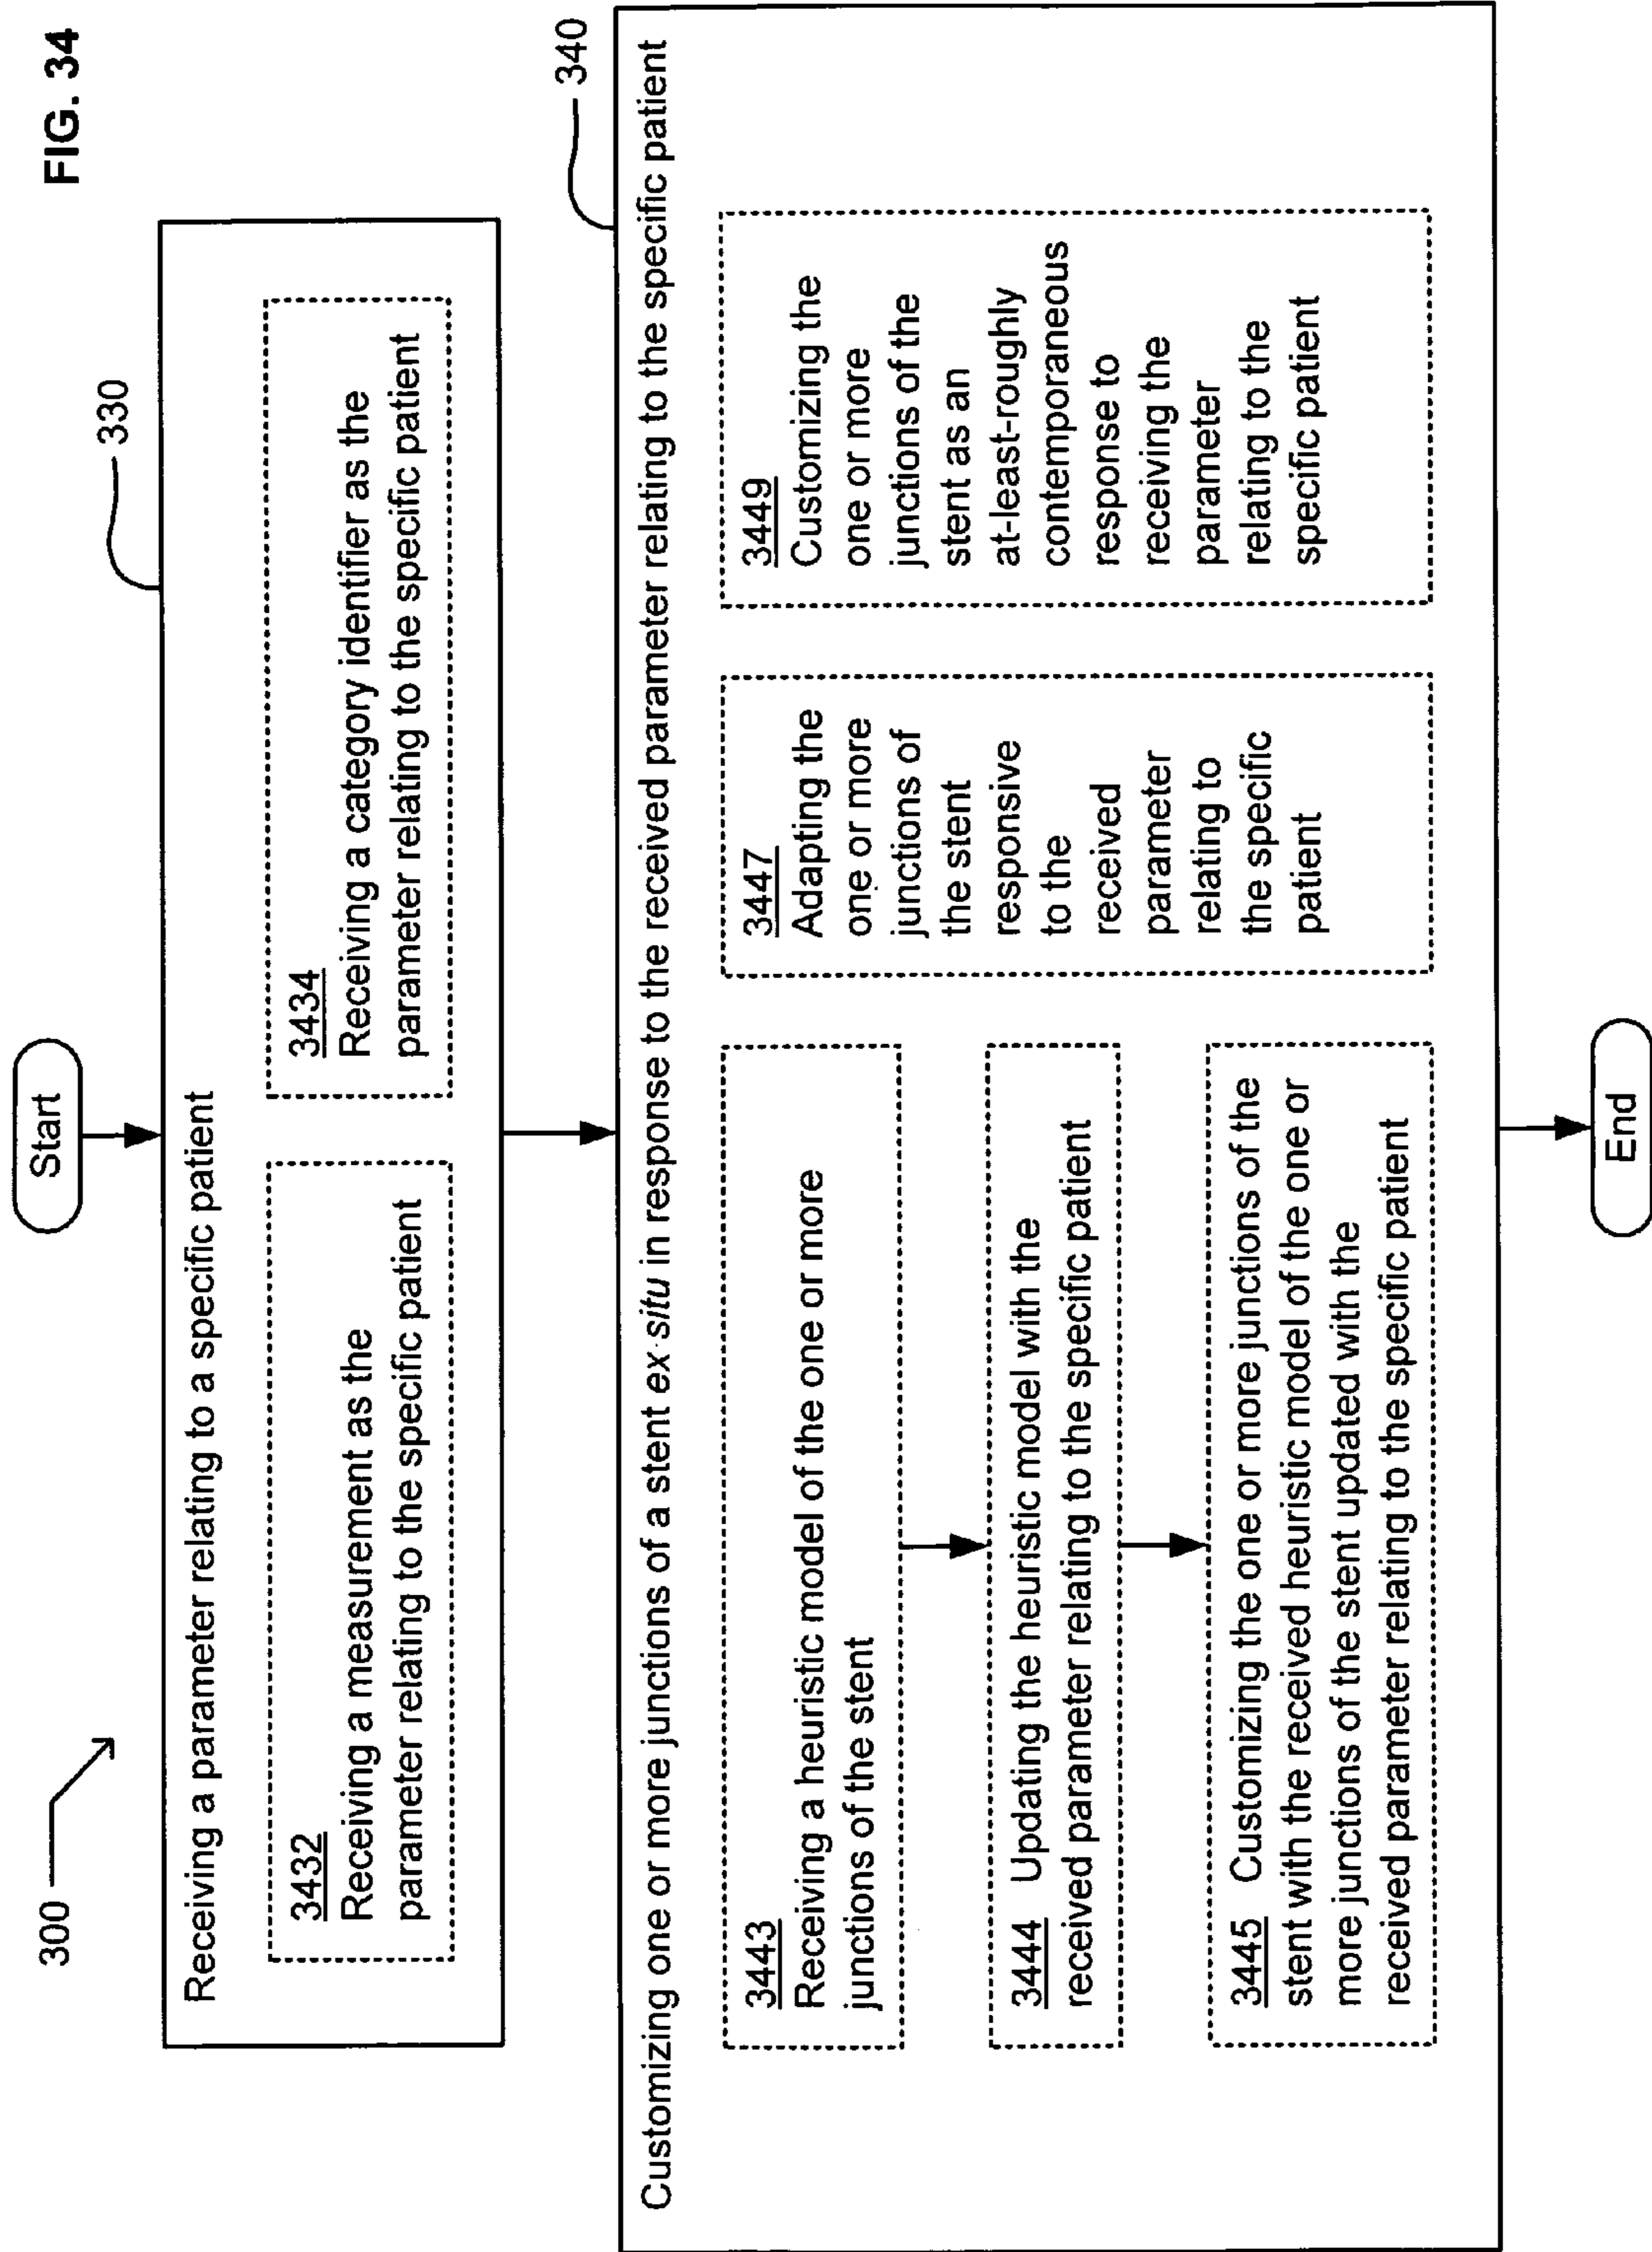 FIG. 34
300
Start
330
Receiving a parameter relating to a specific patient
3432
Receiving a measurement as the
parameter relating to the specific patient
3434
Receiving a category identifier as the
parameter relating to the specific patient
340
Customizing one or more junctions of a stent ex-situ in response to the received parameter relating to the specific patient
3443
Receiving a heuristic model of the one or more
junctions of the stent
3444 Updating the heuristic model with the
received parameter relating to the specific patient
3445 Customizing the one or more junctions of the
stent with the received heuristic model of the one or
more junctions of the stent updated with the
received parameter relating to the specific patient
3447
Adapting the
one or more
junctions of
the stent
responsive
to the
received
parameter
relating to
the specific
patient
3449
Customizing the
one or more
junctions of the
stent as an
at-least-roughly
contemporaneous
response to
receiving the
parameter
relating to the
specific patient
End